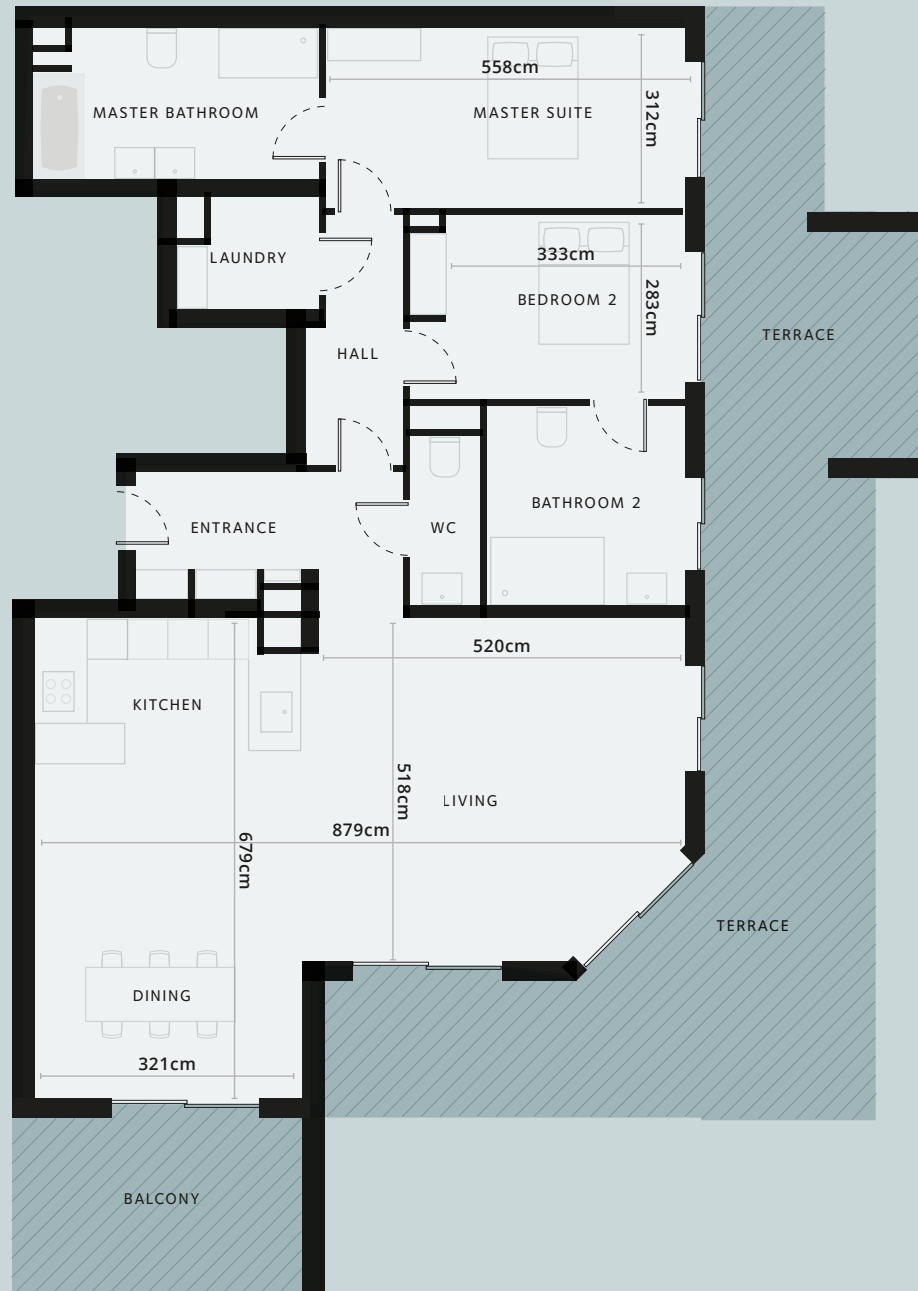 558cm
MASTER BATHROOM
MASTER SUITE
312cm
333cm
LAUNDRY
283cm
BEDROOM 2
TERRACE
HALL
BATHROOM 2
ENTRANCE
WC
520cm
KITCHEN
518cm
LIVING
879cm
679cm
TERRACE
DINING
321cm
BALCONY